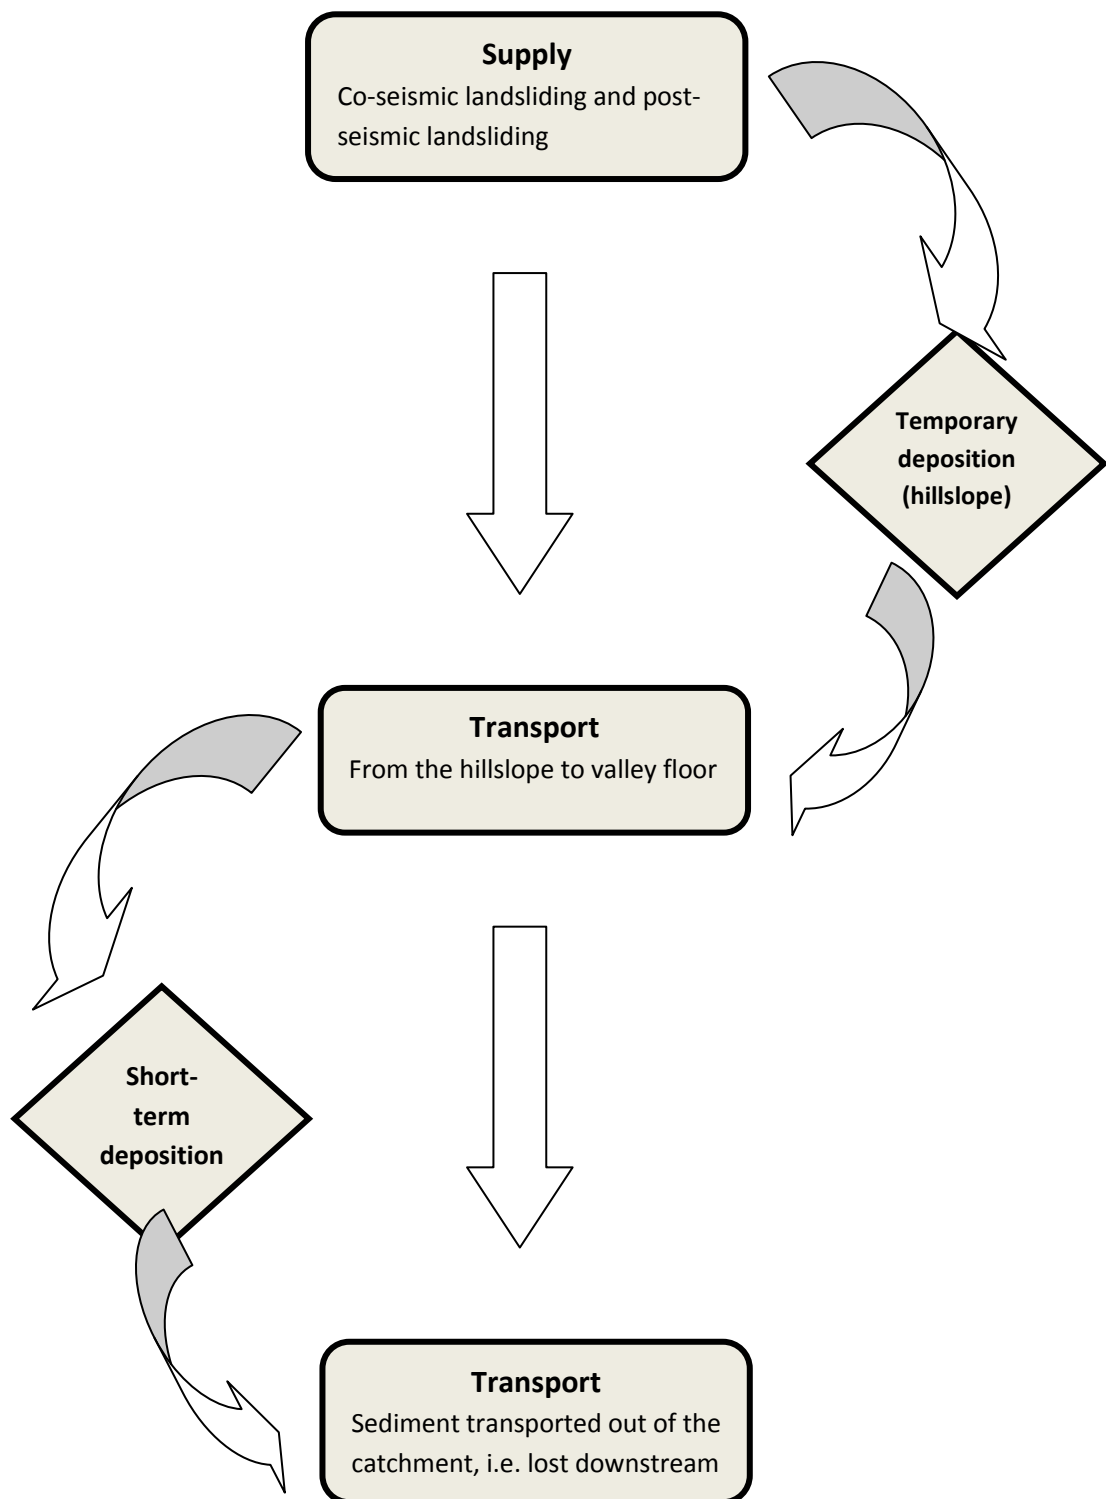 Supply
Co-seismic landsliding and post-
seismic landsliding
Temporary
deposition
(hillslope)
Transport
From the hillslope to valley floor
Short-
term
deposition
Transport
Sediment transported out of the
catchment, i.e. lost downstream